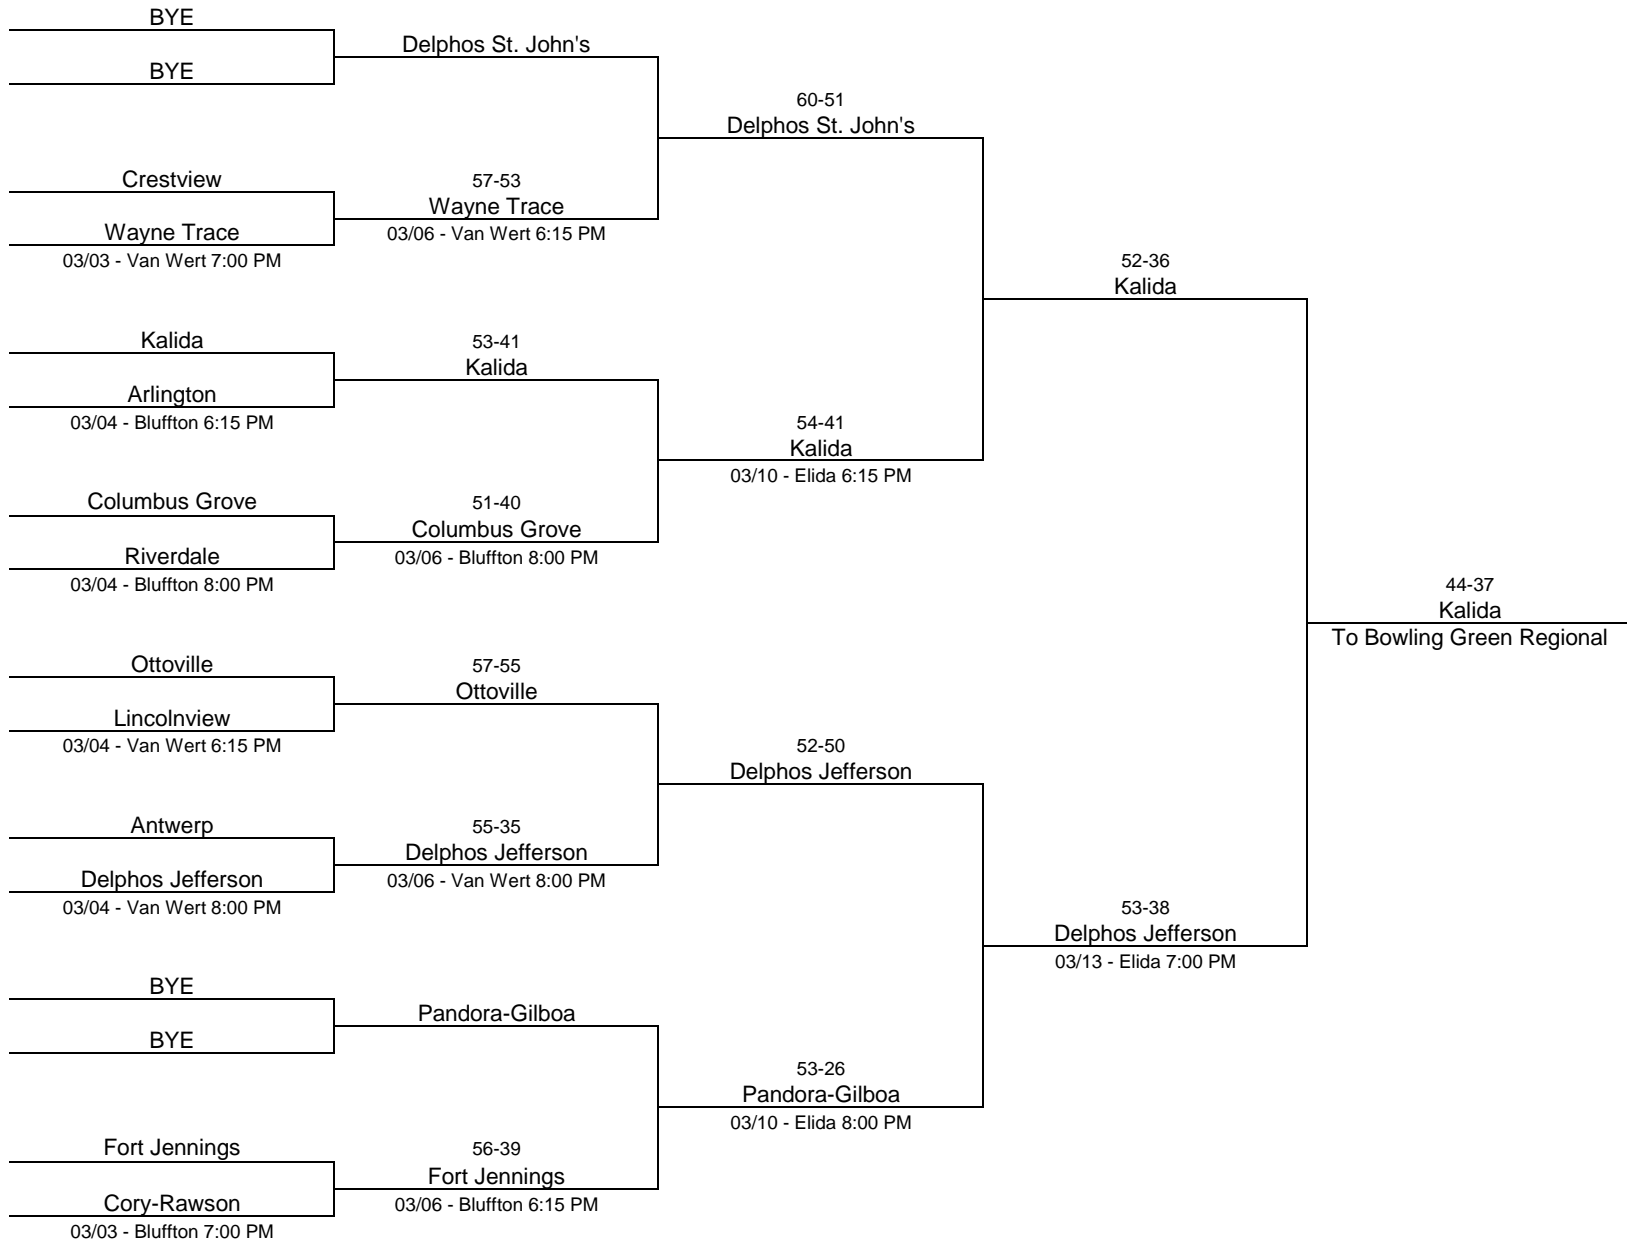 BYE
BYE
Delphos St. John's
60-51
Delphos St. John's
Crestview
Wayne Trace
03/03 - Van Wert 7:00 PM
57-53
Wayne Trace
03/06 - Van Wert 6:15 PM
52-36
Kalida
Kalida
Arlington
03/04 - Bluffton 6:15 PM
53-41
Kalida
54-41
Kalida
03/10 - Elida 6:15 PM
Columbus Grove
Riverdale
03/04 - Bluffton 8:00 PM
51-40
Columbus Grove
03/06 - Bluffton 8:00 PM
44-37
Kalida
To Bowling Green Regional
Ottoville
Lincolnview
03/04 - Van Wert 6:15 PM
57-55
Ottoville
52-50
Delphos Jefferson
Antwerp
Delphos Jefferson
03/04 - Van Wert 8:00 PM
55-35
Delphos Jefferson
03/06 - Van Wert 8:00 PM
53-38
Delphos Jefferson
03/13 - Elida 7:00 PM
BYE
BYE
Pandora-Gilboa
53-26
Pandora-Gilboa
03/10 - Elida 8:00 PM
Fort Jennings
Cory-Rawson
03/03 - Bluffton 7:00 PM
56-39
Fort Jennings
03/06 - Bluffton 6:15 PM